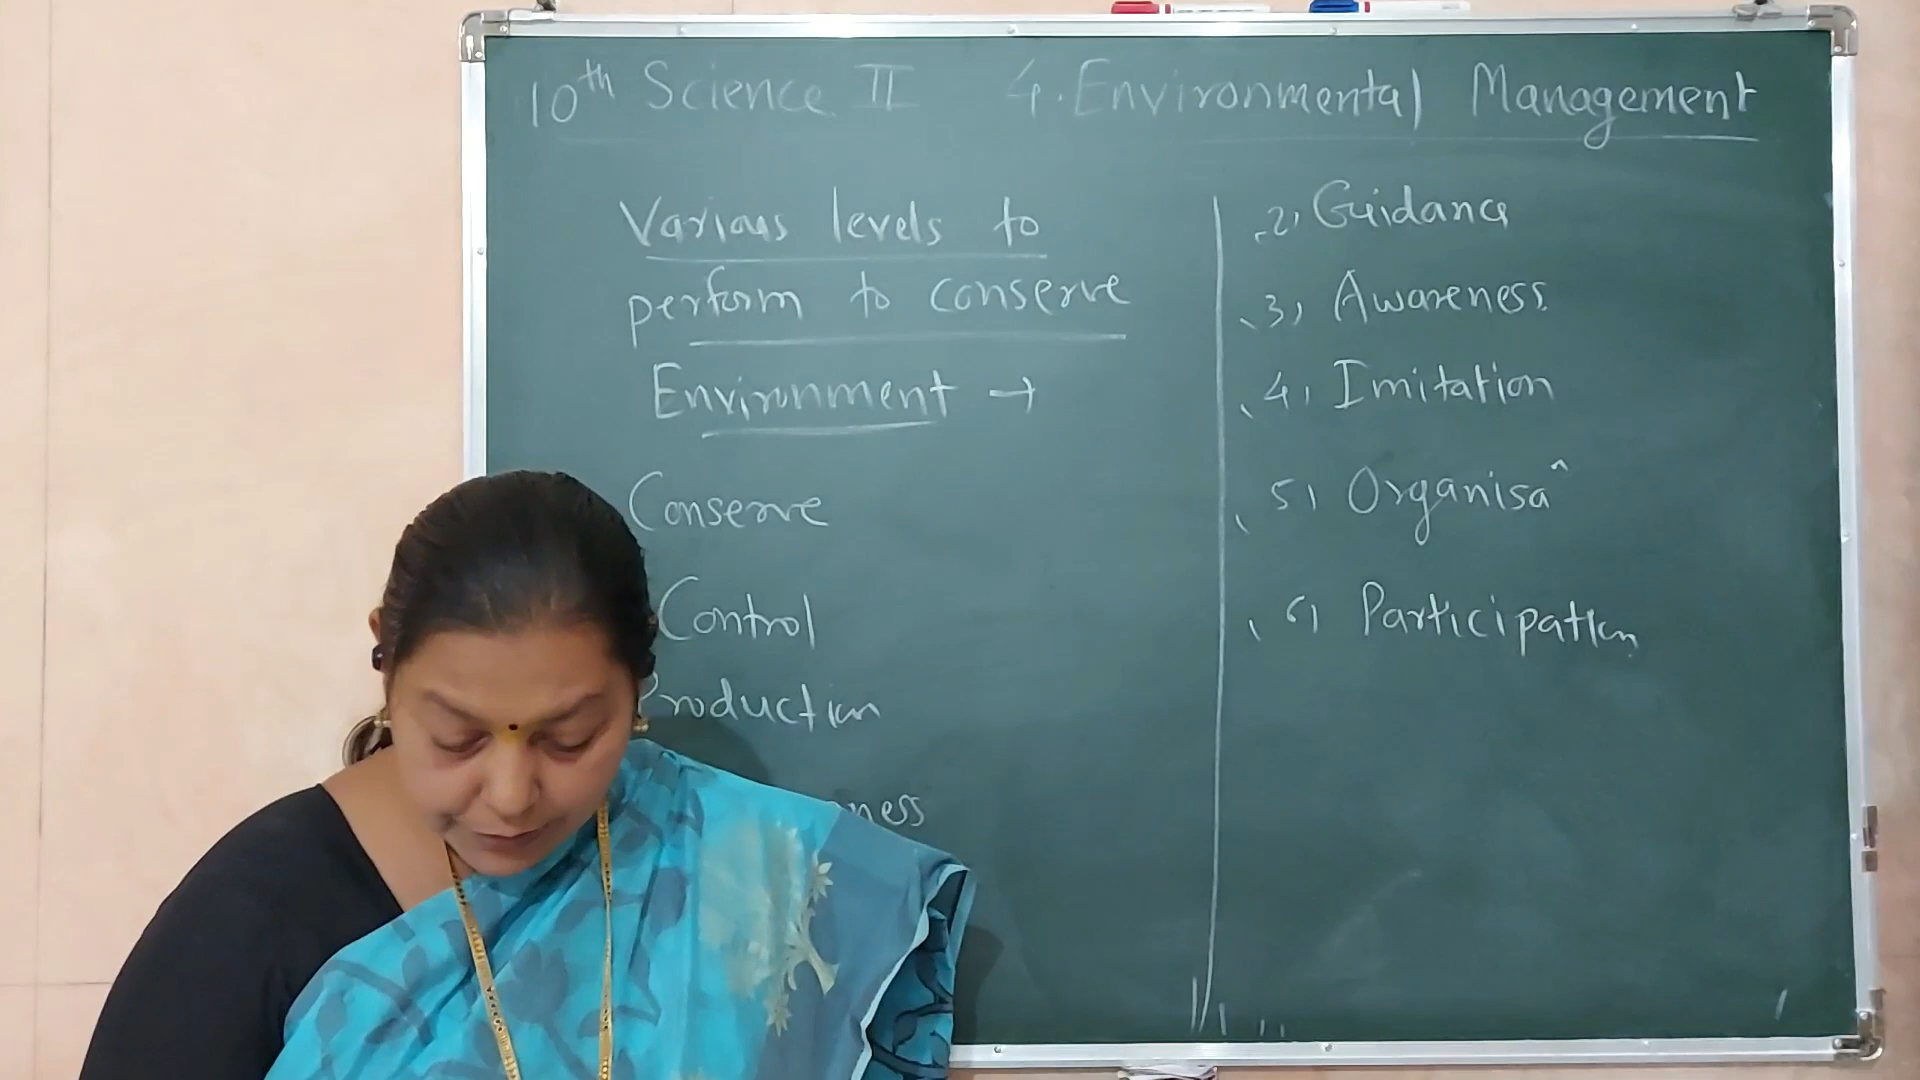 10th Science II 4. Environmental Management
Various levels to
perform to conserve
Environment →
Conserve
Control
Production
ness
2) Guidance
3) Awareness
4) Imitation
5) Organisa^
6) Participation